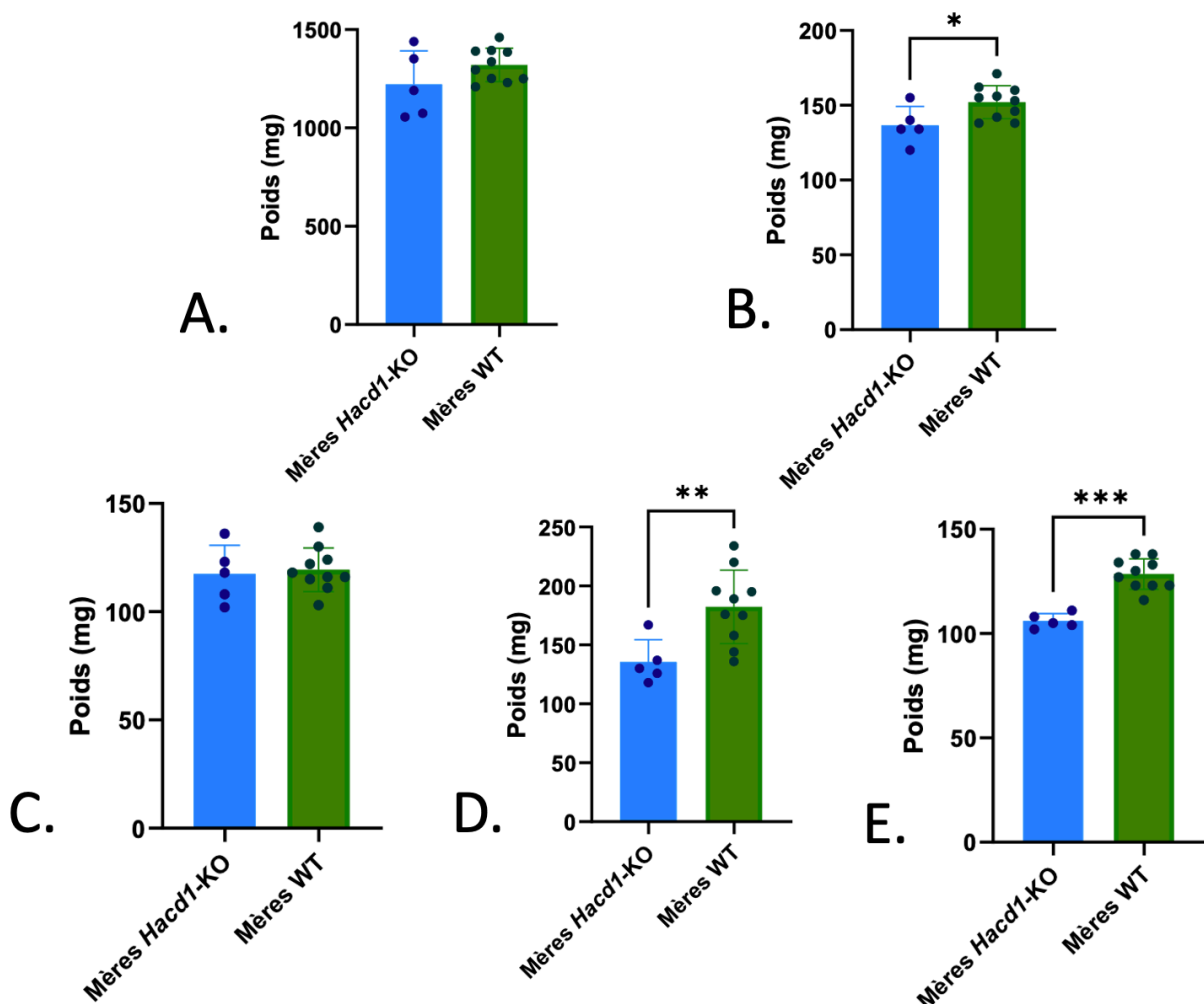 1500
1000
500
0
Poids (mg)
Mères Hacd1-KO
Mères WT
A.
*
200
150
100
50
0
Poids (mg)
Mères Hacd1-KO
Mères WT
B.
150
100
50
0
Poids (mg)
Mères Hacd1-KO
Mères WT
C.
**
250
200
150
100
50
0
Poids (mg)
Mères Hacd1-KO
Mères WT
D.
***
150
100
50
0
Poids (mg)
Mères Hacd1-KO
Mères WT
E.